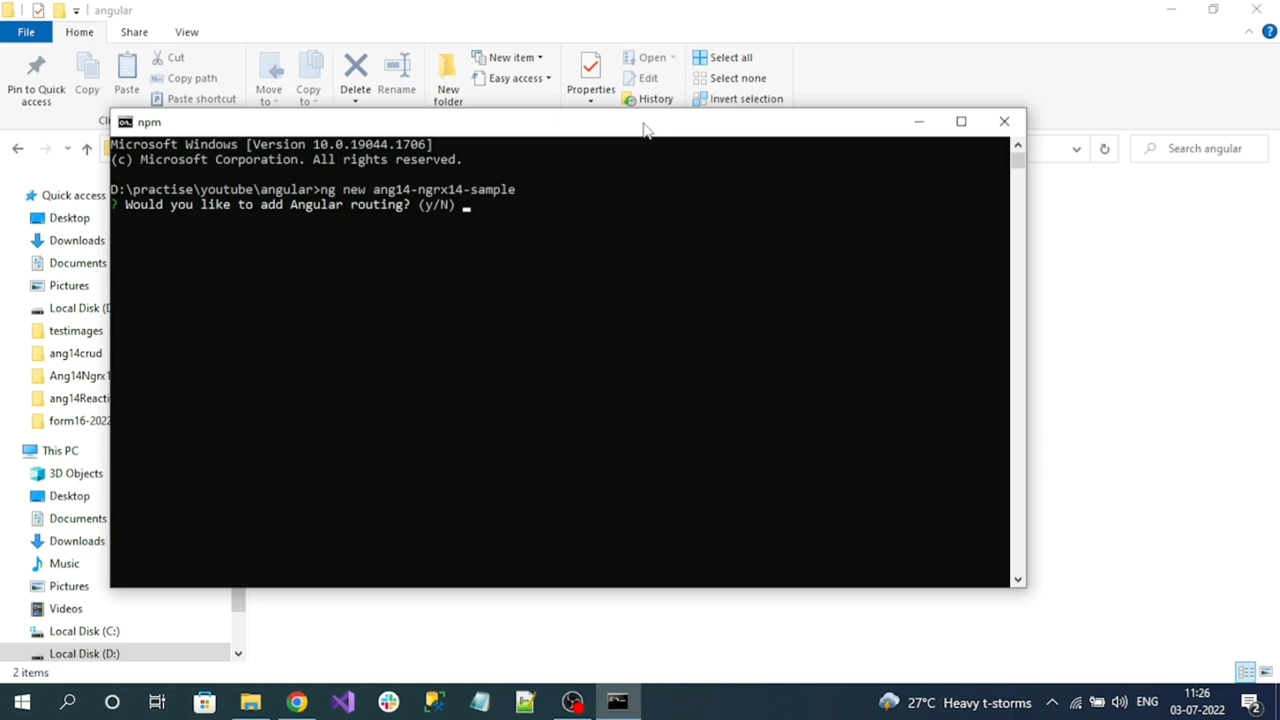 angular
File
Home
Share
View
Pin to Quick access
Copy
Paste
Cut
Copy path
Paste shortcut
Move to
Copy to
Delete
Rename
New folder
New item
Easy access
Properties
Open
Edit
History
Select all
Select none
Invert selection
npm
Search angular
Microsoft Windows [Version 10.0.19044.1706]
(c) Microsoft Corporation. All rights reserved.
D:\practise\youtube\angular>ng new ang14-ngrx14-sample
? Would you like to add Angular routing? (y/N)
Quick access
Desktop
Downloads
Documents
Pictures
Local Disk (D
testimages
ang14crud
Ang14Ngrx1
ang14Reacti
form16-2022
This PC
3D Objects
Desktop
Documents
Downloads
Music
Pictures
Videos
Local Disk (C:)
Local Disk (D:)
2 items
27°C Heavy t-storms
ENG
11:26
03-07-2022
2